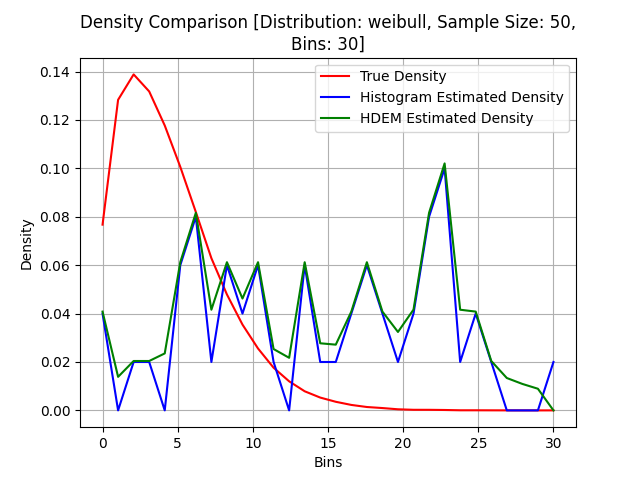 Density Comparison [Distribution: weibull, Sample Size: 50,
Bins: 30]
True Density
Histogram Estimated Density
HDEM Estimated Density
Density
0.14
0.12
0.10
0.08
0.06
0.04
0.02
0.00
0 5 10 15 20 25 30
Bins